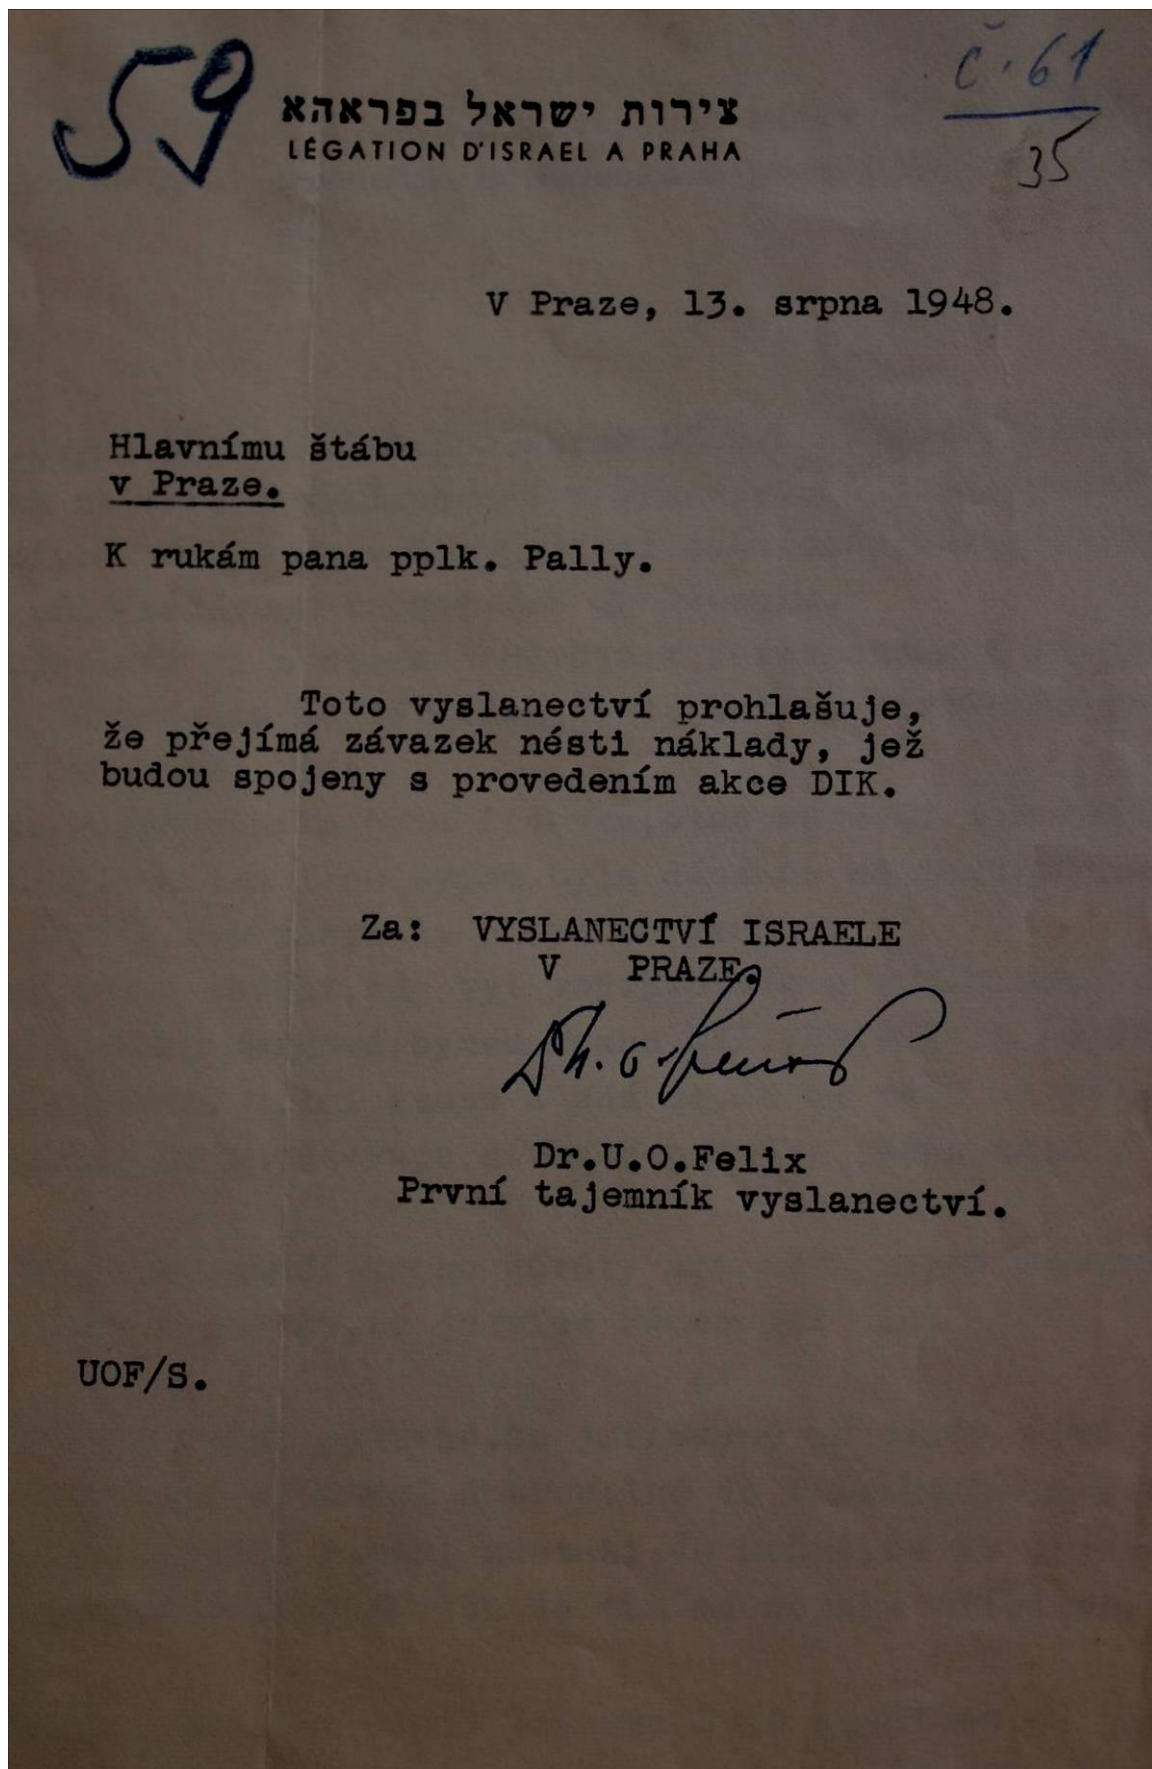 59
č. 61
35
צירות ישראל בפראהא
LÉGATION D'ISRAEL A PRAHA
V Praze, 13. srpna 1948.
Hlavnímu štábu
v Praze.
K rukám pana pplk. Pally.
Toto vyslanectví prohlašuje,
že přejímá závazek nésti náklady, jež
budou spojeny s provedením akce DIK.
Za: VYSLANECTVÍ ISRAELE
V PRAZE.
Dr.U.O.Felix
První tajemník vyslanectví.
UOF/S.